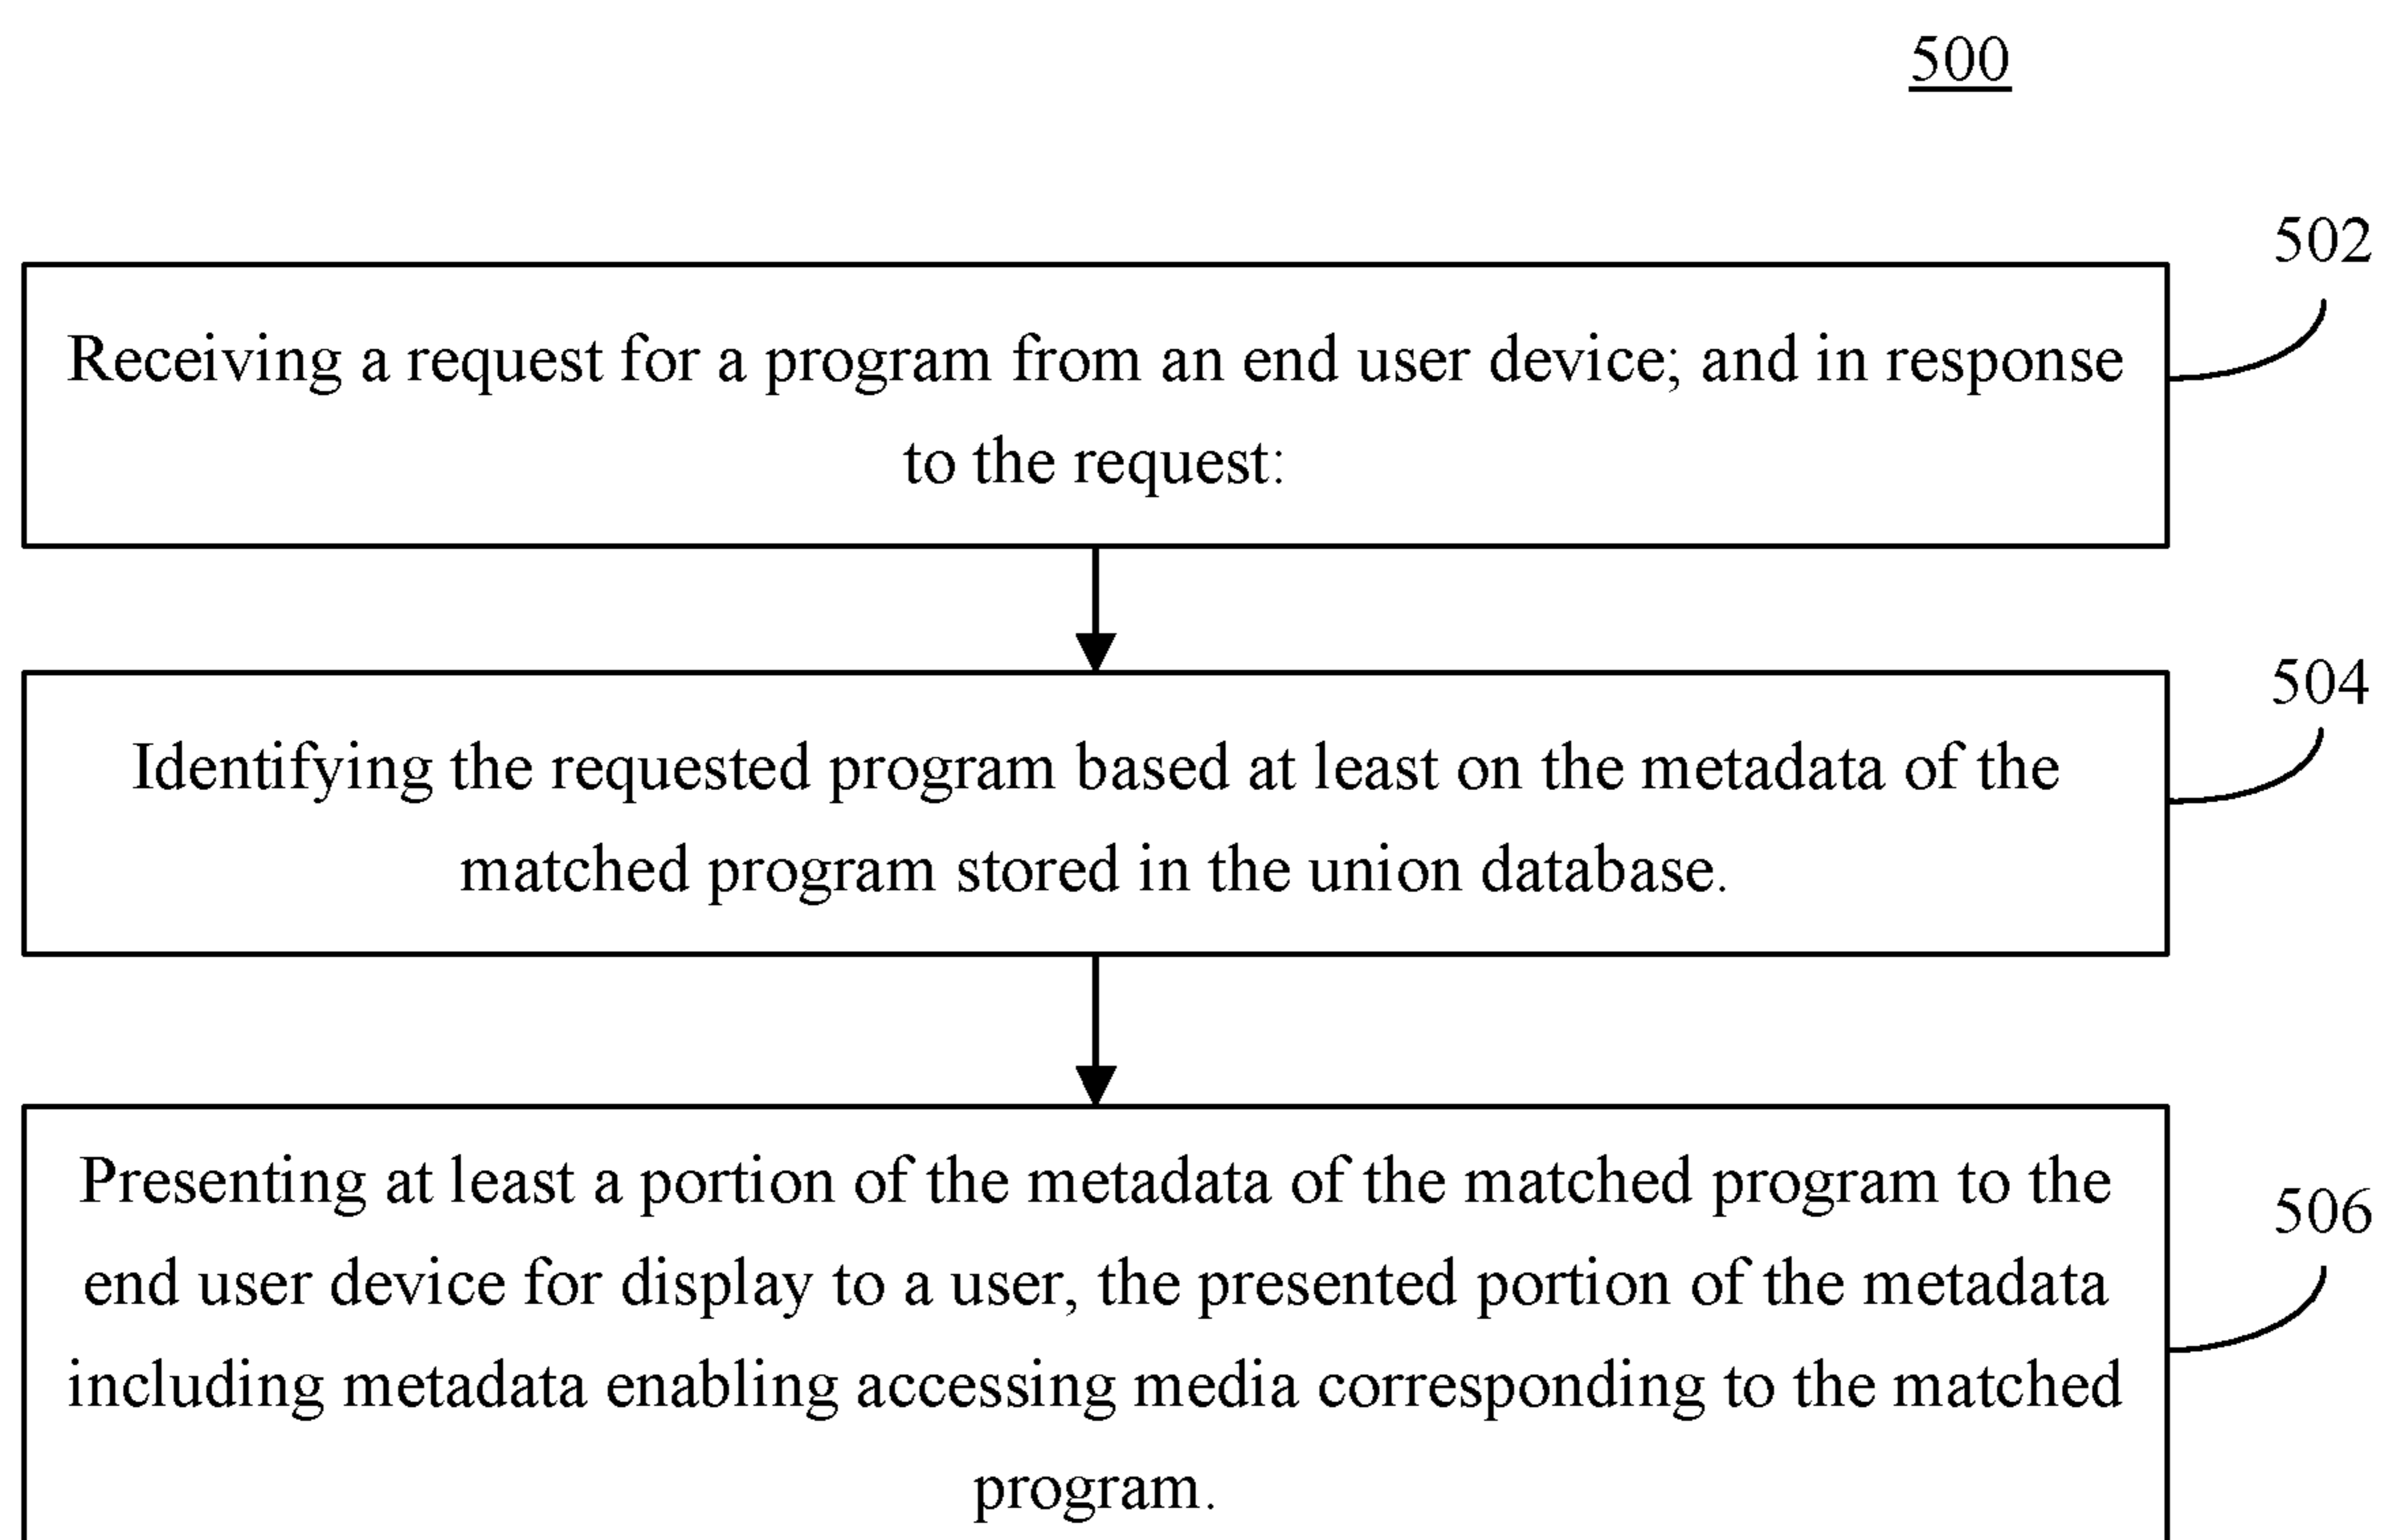 500
502
Receiving a request for a program from an end user device; and in response
to the request:
504
Identifying the requested program based at least on the metadata of the
matched program stored in the union database.
506
Presenting at least a portion of the metadata of the matched program to the
end user device for display to a user, the presented portion of the metadata
including metadata enabling accessing media corresponding to the matched
program.